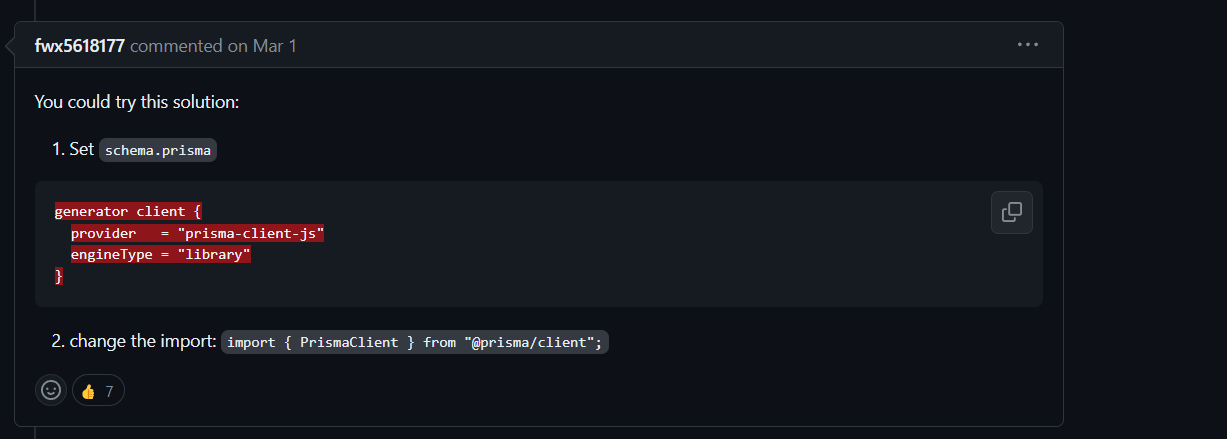 fwx5618177 commented on Mar 1
You could try this solution:
1. Set schema.prisma
generator client {
  provider   = "prisma-client-js"
  engineType = "library"
}
2. change the import: import { PrismaClient } from "@prisma/client";
👍 7